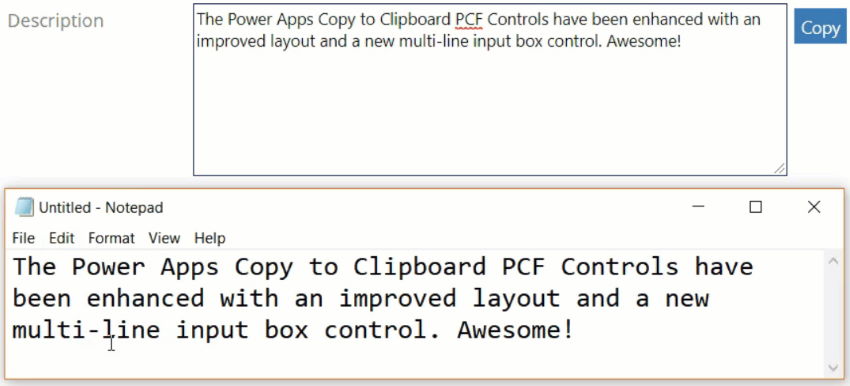 Description
The Power Apps Copy to Clipboard PCF Controls have been enhanced with an
improved layout and a new multi-line input box control. Awesome!
Copy
Untitled - Notepad
File Edit Format View Help
The Power Apps Copy to Clipboard PCF Controls have
been enhanced with an improved layout and a new
multi-line input box control. Awesome!